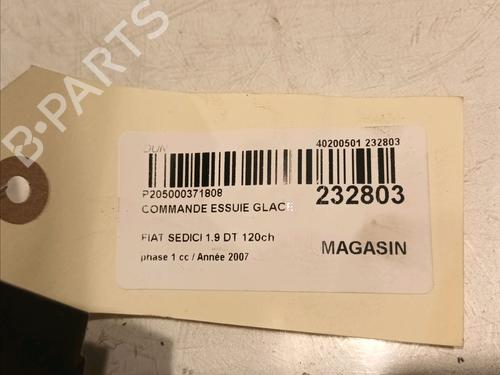 40200501 232803
P205000371808
232803
COMMANDE ESSUIE GLACE
FIAT SEDICI 1.9 DT 120ch
MAGASIN
phase 1 cc / Année 2007
B-PARTS